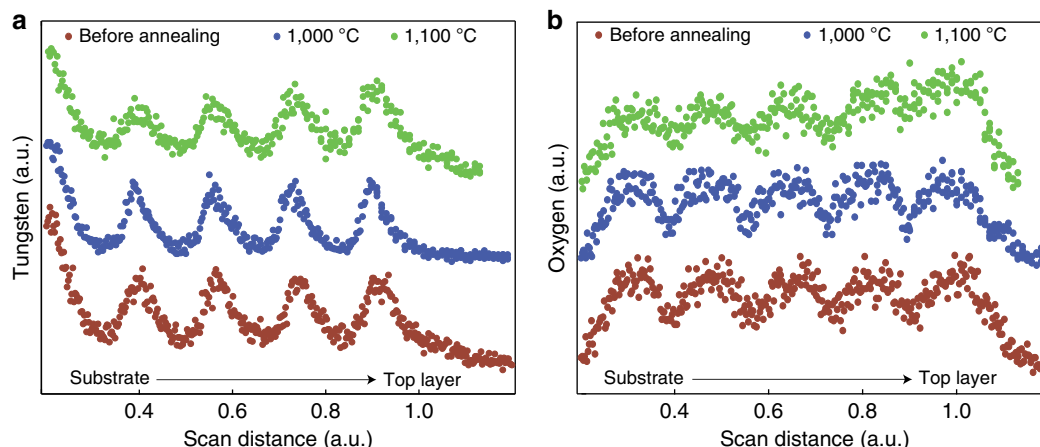 a
Before annealing 1,000 °C 1,100 °C
Tungsten (a.u.)
Substrate Top layer
0.4 0.6 0.8 1.0
Scan distance (a.u.)
b
Before annealing 1,000 °C 1,100 °C
Oxygen (a.u.)
Substrate Top layer
0.4 0.6 0.8 1.0
Scan distance (a.u.)